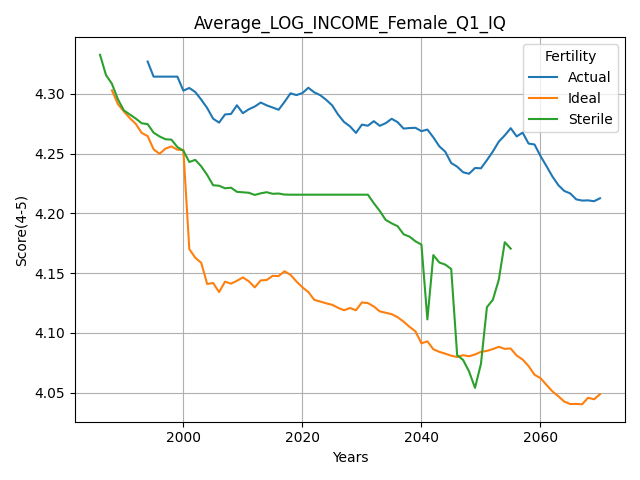 Average_LOG_INCOME_Female_Q1_IQ
Fertility
Actual
Ideal
Sterile
4.30
4.25
4.20
4.15
4.10
4.05
Score(4-5)
2000
2020
2040
2060
Years